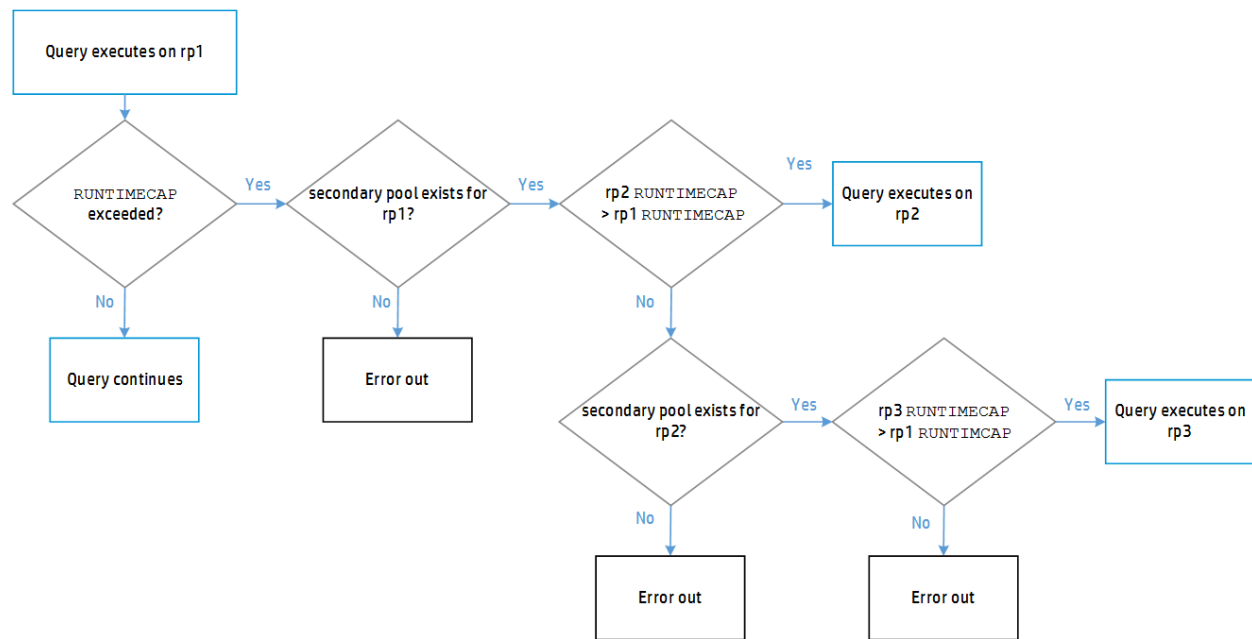 Query executes on rp1
RUNTIMECAP
exceeded?
Yes
secondary pool exists for
rp1?
Yes
rp2 RUNTIMECAP
> rp1 RUNTIMECAP
Yes
Query executes on
rp2
No
Query continues
No
Error out
No
secondary pool exists for
rp2?
Yes
rp3 RUNTIMECAP
> rp1 RUNTIMCAP
Yes
Query executes on
rp3
No
Error out
No
Error out